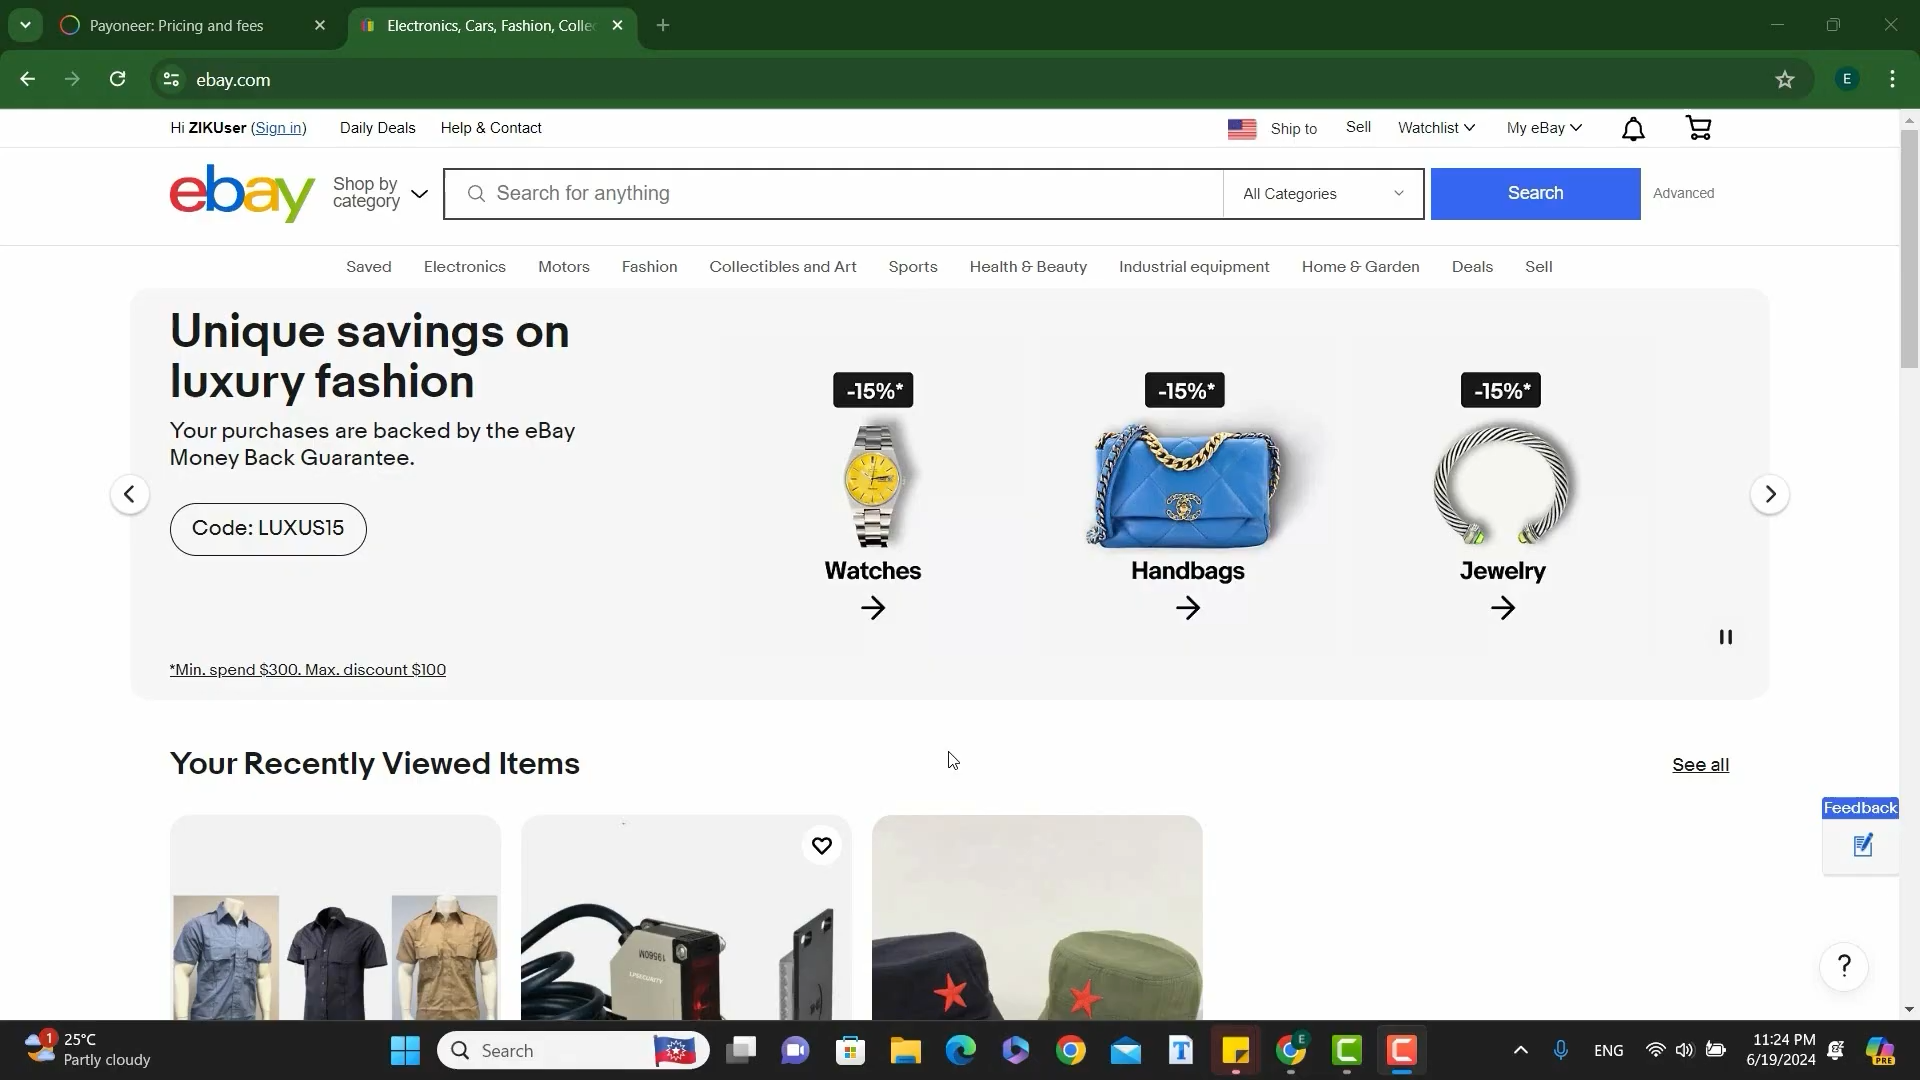 Payoneer: Pricing and fees
Electronics, Cars, Fashion, Colle
ebay.com
E
Hi ZIKUser (Sign in)
Daily Deals
Help & Contact
Ship to
Sell
Watchlist
My eBay
ebay
Shop by
category
Search for anything
All Categories
Search
Advanced
Saved
Electronics
Motors
Fashion
Collectibles and Art
Sports
Health & Beauty
Industrial equipment
Home & Garden
Deals
Sell
Unique savings on
luxury fashion
Your purchases are backed by the eBay
Money Back Guarantee.
Code: LUXUS15
*Min. spend $300. Max. discount $100
-15%*
-15%*
-15%*
Watches
Handbags
Jewelry
Your Recently Viewed Items
See all
Feedback
?
1
25°C
Partly cloudy
Search
T
E
ENG
11:24 PM
6/19/2024
PRE